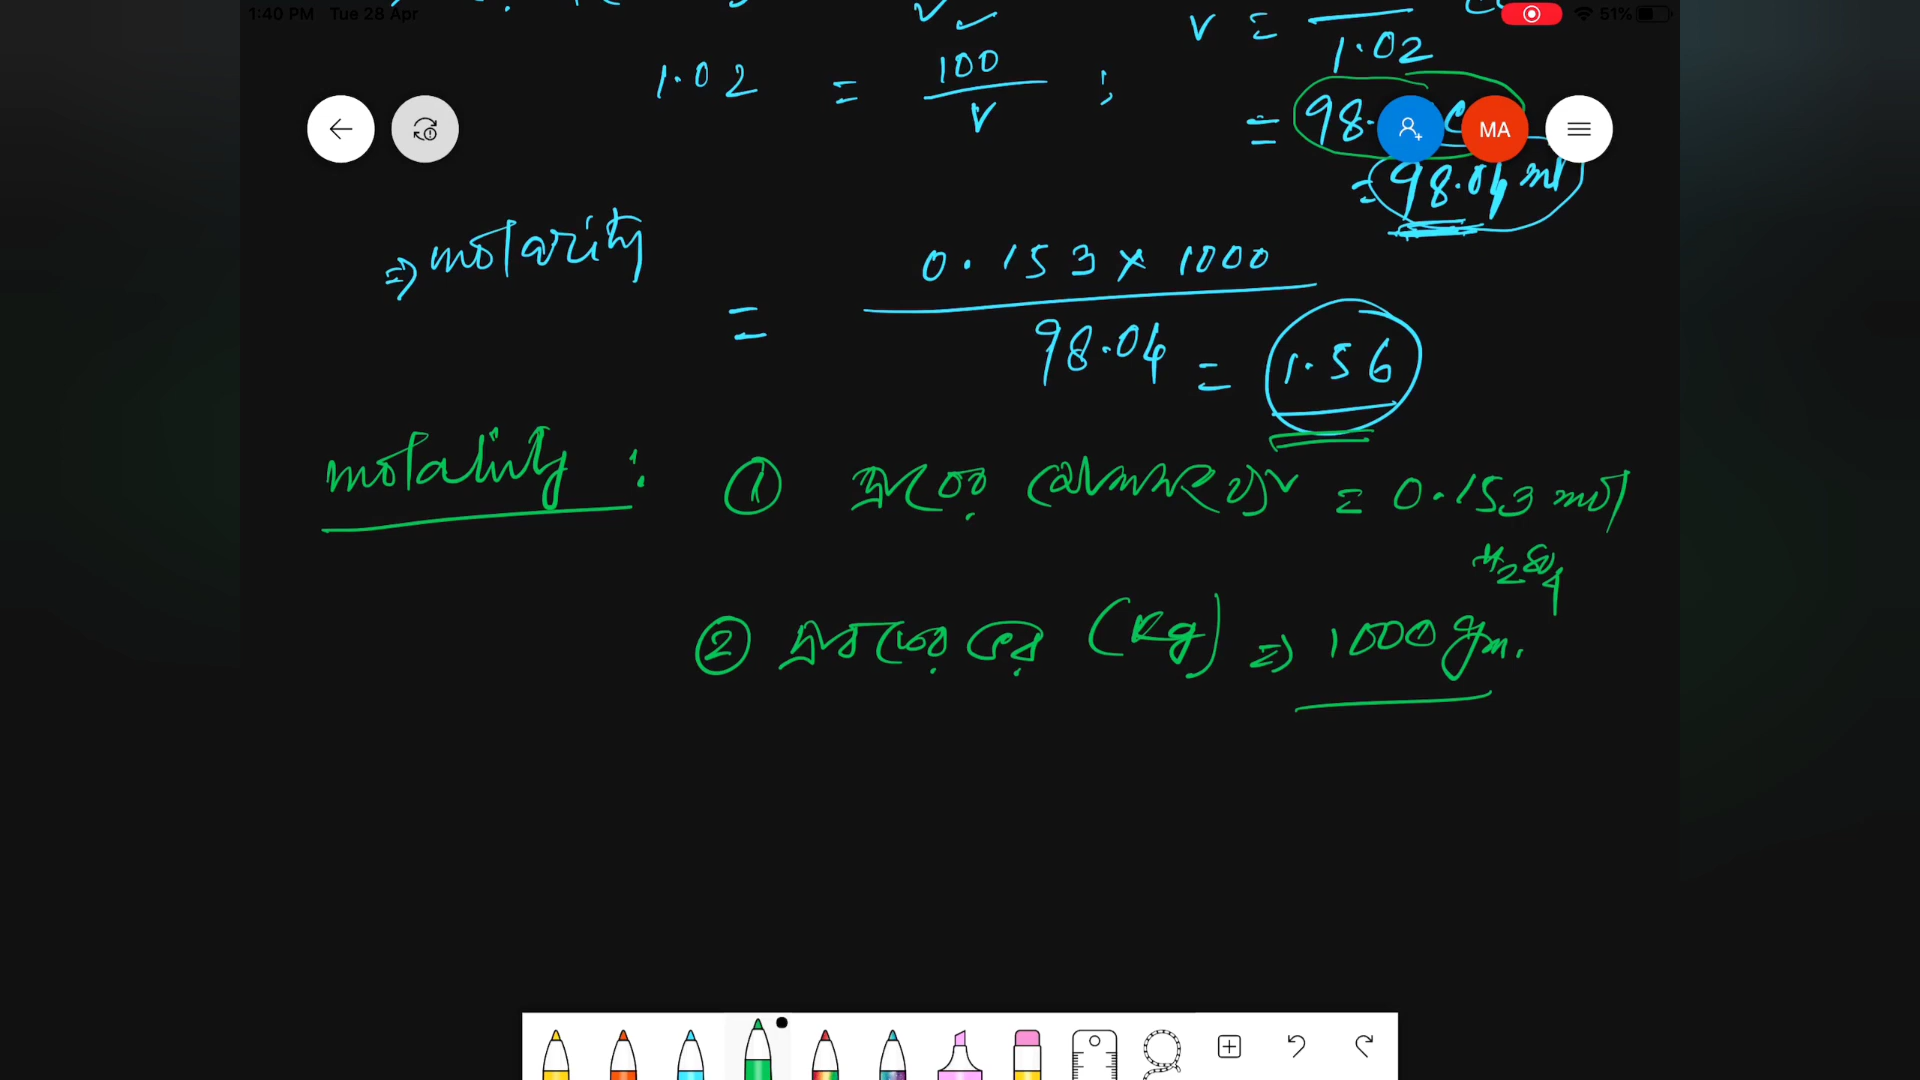 1:40 PM Tue 28 Apr
51%
1.02 = 100 / V ;
V = / 1.02
= 98.
MA
= 98.04 ml
⇒ molarity
= 0.153 × 1000 / 98.04 = 1.56
molality : ① দ্রবের মোলসংখ্যা = 0.153 mol
H2SO4
② দ্রাবকের ভর (Kg) ⇒ 1000 gm.